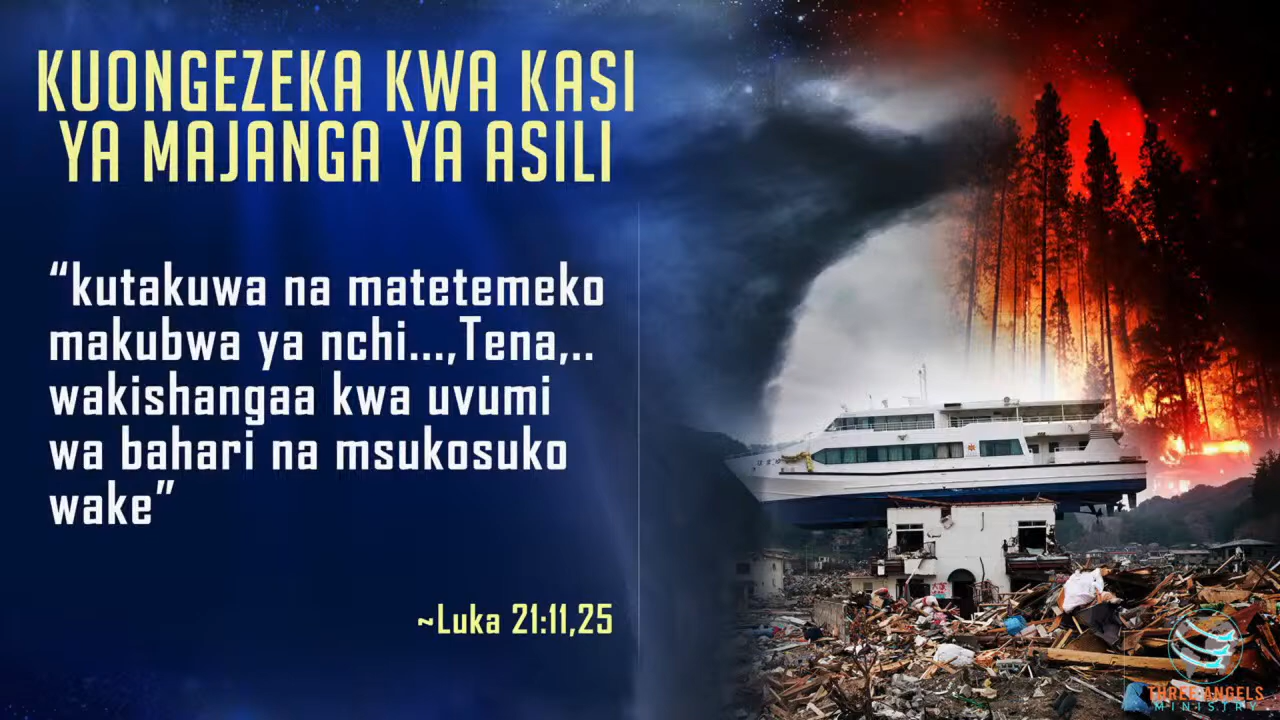 KUONGEZEKA KWA KASI
YA MAJANGA YA ASILI
“kutakuwa na matetemeko
makubwa ya nchi...,Tena,..
wakishangaa kwa uvumi
wa bahari na msukosuko
wake”
~Luka 21:11,25
THREE ANGELS
MINISTRY